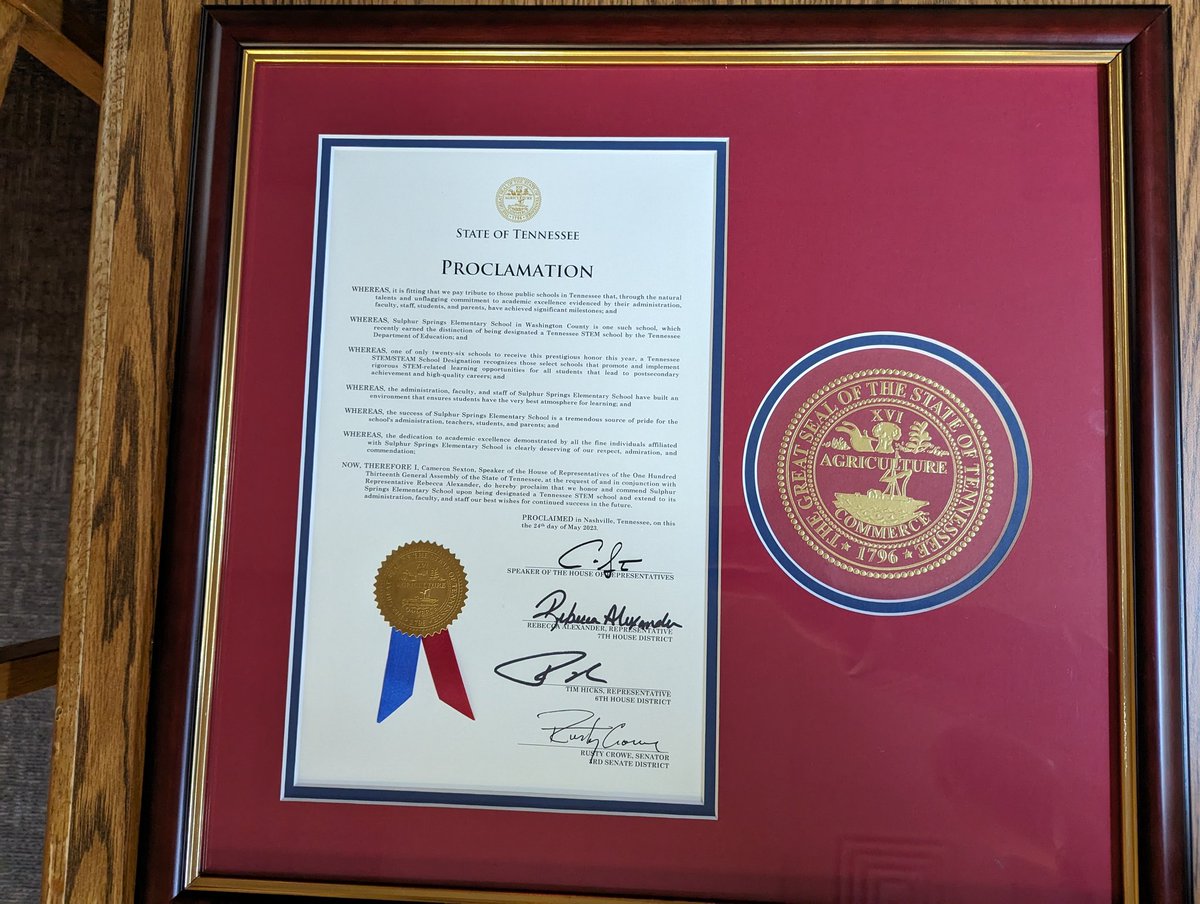 STATE OF TENNESSEE
PROCLAMATION
WHEREAS, it is fitting that we pay tribute to those public schools in Tennessee that, through the natural
talents and unflagging commitment to academic excellence evidenced by their administration,
faculty, staff, students, and parents, have achieved significant milestones; and
WHEREAS, Sulphur Springs Elementary School in Washington County is one such school, which
recently earned the distinction of being designated a Tennessee STEM school by the Tennessee
Department of Education; and
WHEREAS, one of only twenty-six schools to receive this prestigious honor this year, a Tennessee
STEM/STEAM School Designation recognizes those select schools that promote and implement
rigorous STEM-related learning opportunities for all students that lead to postsecondary
achievement and high-quality careers; and
WHEREAS, the administration, faculty, and staff of Sulphur Springs Elementary School have built an
environment that ensures students have the very best atmosphere for learning; and
WHEREAS, the success of Sulphur Springs Elementary School is a tremendous source of pride for the
school's administration, teachers, students, and parents; and
WHEREAS, the dedication to academic excellence demonstrated by all the fine individuals affiliated
with Sulphur Springs Elementary School is clearly deserving of our respect, admiration, and
commendation;
NOW, THEREFORE I, Cameron Sexton, Speaker of the House of Representatives of the One Hundred
Thirteenth General Assembly of the State of Tennessee, at the request of and in conjunction with
Representative Rebecca Alexander, do hereby proclaim that we honor and commend Sulphur
Springs Elementary School upon being designated a Tennessee STEM school and extend to its
administration, faculty, and staff our best wishes for continued success in the future.
PROCLAIMED in Nashville, Tennessee, on this
the 24th day of May 2023.
SPEAKER OF THE HOUSE OF REPRESENTATIVES
Rebecca Alexander
REBECCA ALEXANDER, REPRESENTATIVE
7TH HOUSE DISTRICT
TIM HICKS, REPRESENTATIVE
6TH HOUSE DISTRICT
Rusty Crowe
RUSTY CROWE, SENATOR
3RD SENATE DISTRICT
THE GREAT SEAL OF THE STATE OF TENNESSEE
XVI
AGRICULTURE
COMMERCE
1796